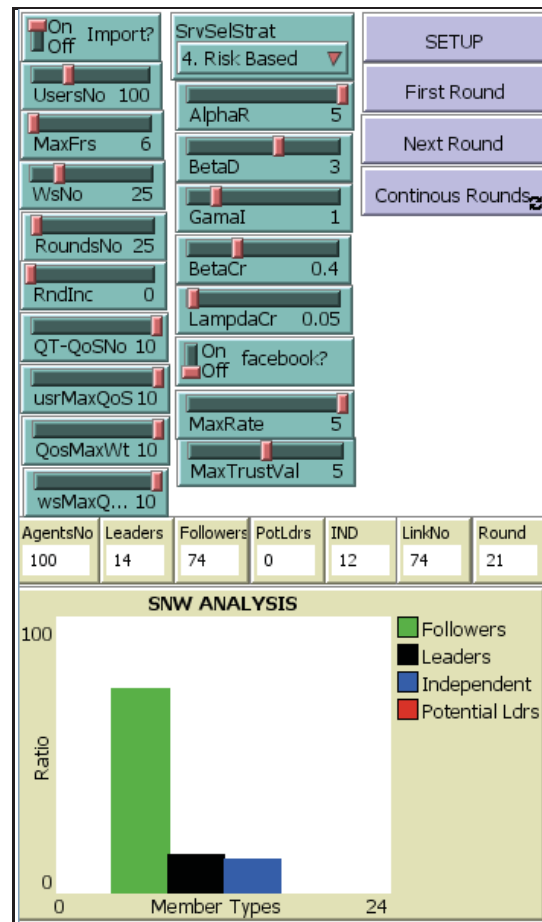 On
Off Import?
UsersNo 100
MaxFrs 6
WsNo 25
RoundsNo 25
RndInc 0
QT-QoSNo 10
usrMaxQoS 10
QosMaxWt 10
wsMaxQ... 10
SrvSelStrat
4. Risk Based
AlphaR 5
BetaD 3
GamaI 1
BetaCr 0.4
LampdaCr 0.05
On
Off facebook?
MaxRate 5
MaxTrustVal 5
SETUP
First Round
Next Round
Continous Rounds
AgentsNo Leaders Followers PotLdrs IND LinkNo Round
100 14 74 0 12 74 21
SNW ANALYSIS
100
Ratio
0
0 Member Types 24
Followers
Leaders
Independent
Potential Ldrs